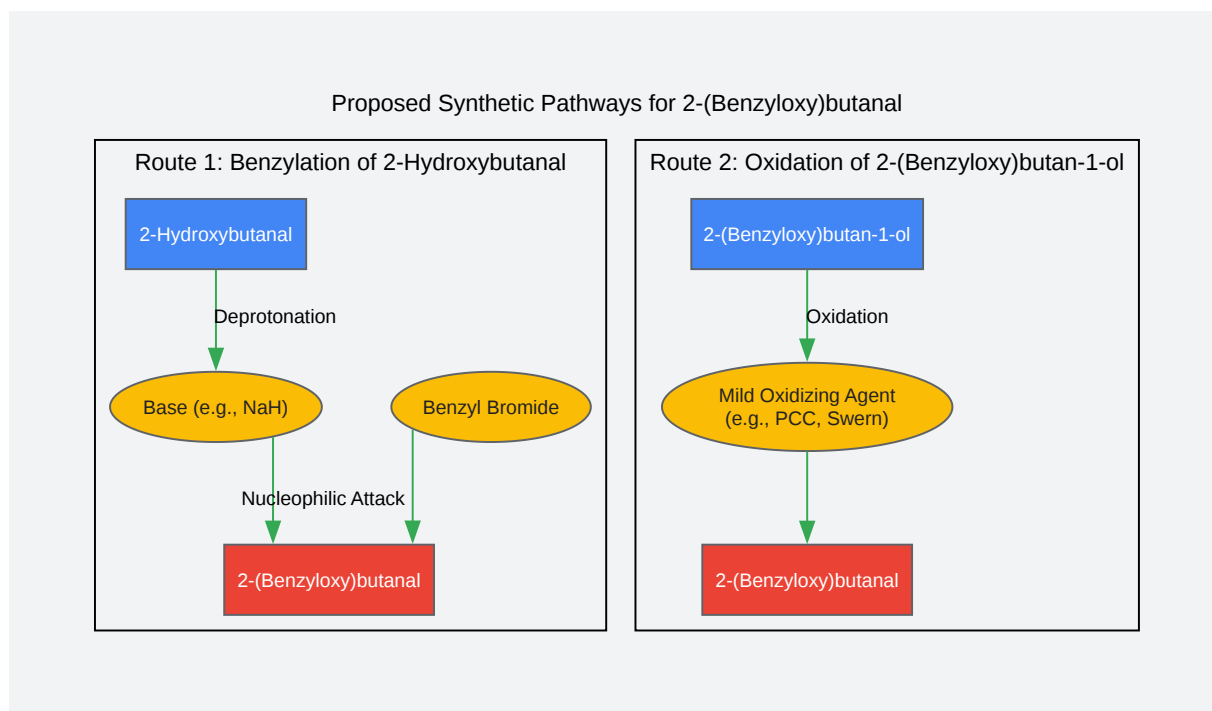 Proposed Synthetic Pathways for 2-(Benzyloxy)butanal
Route 1: Benzylation of 2-Hydroxybutanal
2-Hydroxybutanal
Deprotonation
Base (e.g., NaH)
Benzyl Bromide
Nucleophilic Attack
2-(Benzyloxy)butanal
Route 2: Oxidation of 2-(Benzyloxy)butan-1-ol
2-(Benzyloxy)butan-1-ol
Oxidation
Mild Oxidizing Agent
(e.g., PCC, Swern)
2-(Benzyloxy)butanal